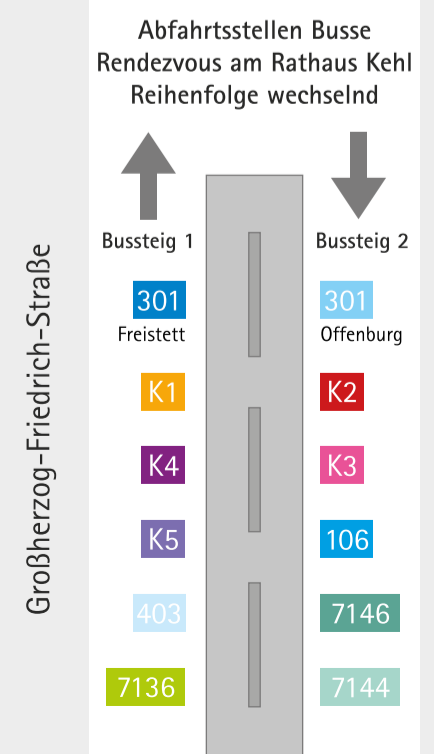 Abfahrtsstellen Busse
Rendezvous am Rathaus Kehl
Reihenfolge wechselnd
Großherzog-Friedrich-Straße
Bussteig 1
301
Freistett
K1
K4
K5
403
7136
Bussteig 2
301
Offenburg
K2
K3
106
7146
7144